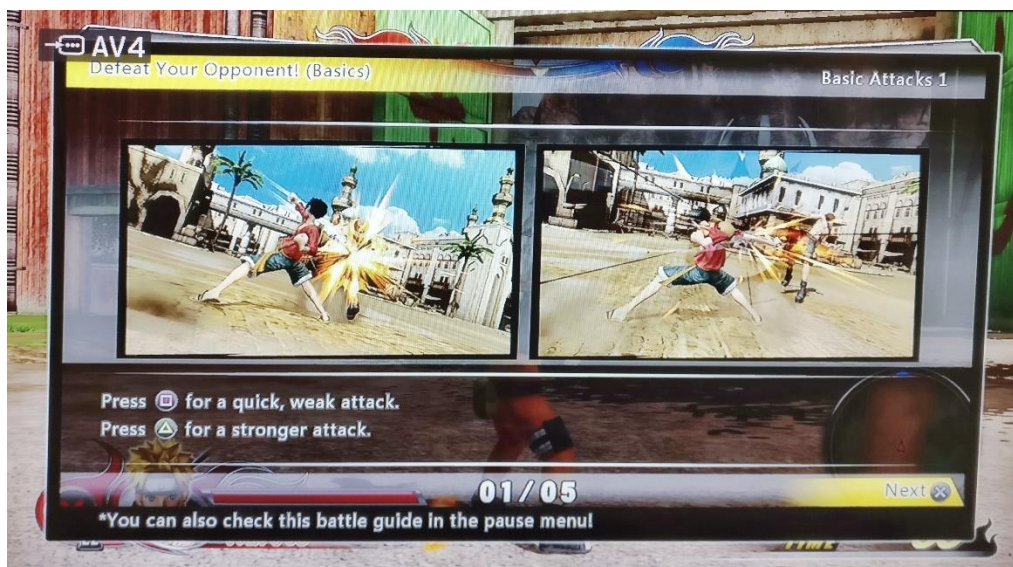 AV4
Defeat Your Opponent! (Basics)
Basic Attacks 1
Press □ for a quick, weak attack.
Press △ for a stronger attack.
01/05
Next ⓧ
*You can also check this battle guide in the pause menu!
TIME